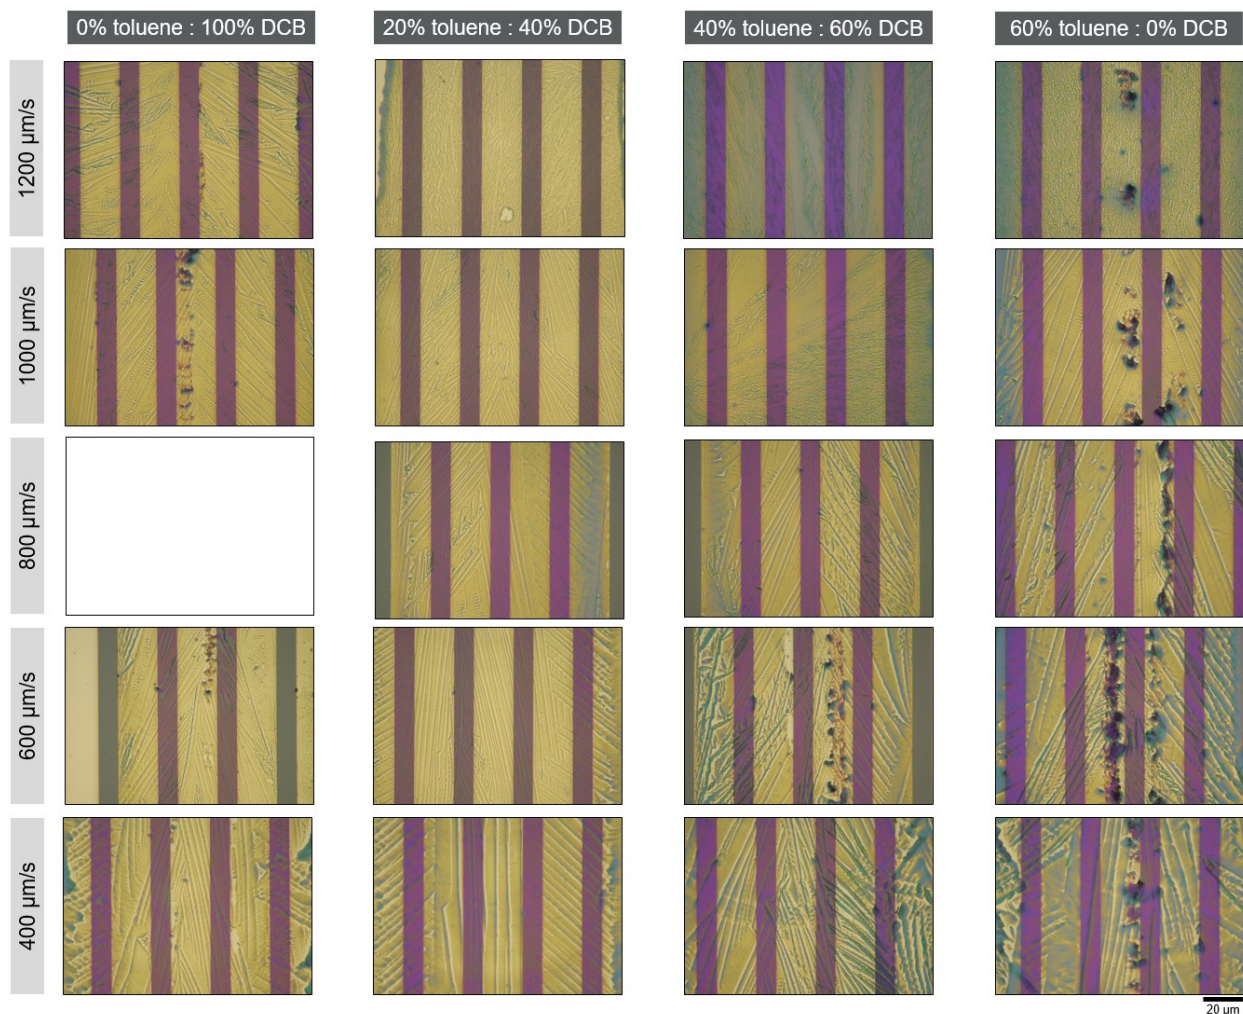 0% toluene : 100% DCB
20% toluene : 40% DCB
40% toluene : 60% DCB
60% toluene : 0% DCB
1200 µm/s
1000 µm/s
800 µm/s
600 µm/s
400 µm/s
20 µm